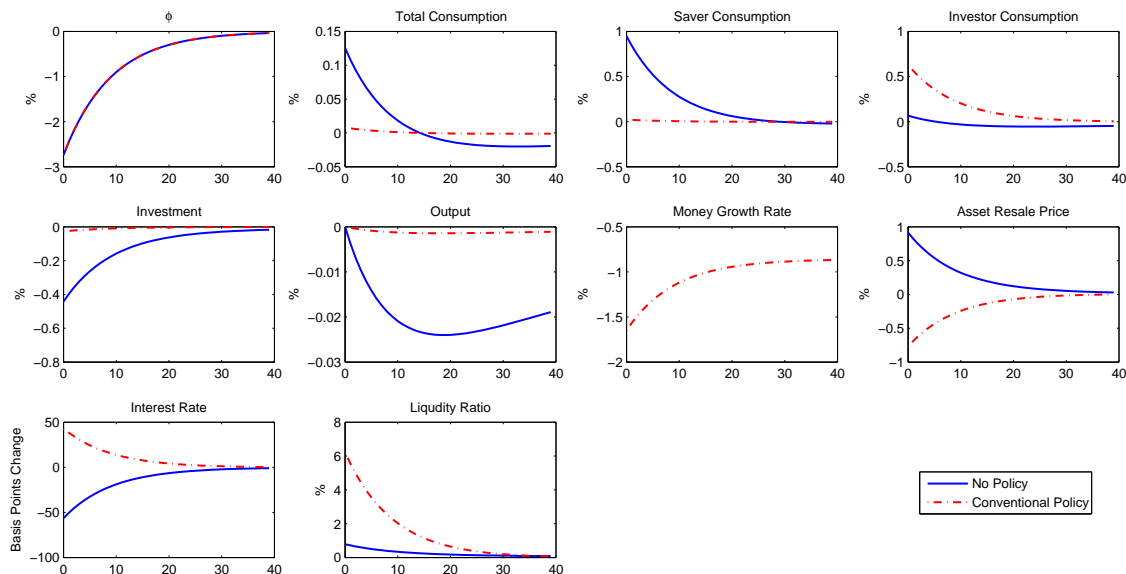 ϕ
Total Consumption
Saver Consumption
Investor Consumption
0
−1
−2
−3
%
0 10 20 30 40
0.15
0.1
0.05
0
−0.05
%
0 10 20 30 40
1
0.5
0
−0.5
%
0 10 20 30 40
1
0.5
0
−0.5
%
0 10 20 30 40
Investment
Output
Money Growth Rate
Asset Resale Price
0
−0.2
−0.4
−0.6
−0.8
%
0 10 20 30 40
0
−0.01
−0.02
−0.03
%
0 10 20 30 40
−0.5
−1
−1.5
−2
%
0 10 20 30 40
1
0.5
0
−0.5
−1
%
0 10 20 30 40
Interest Rate
Liqudity Ratio
50
0
−50
−100
Basis Points Change
0 10 20 30 40
8
6
4
2
0
%
0 10 20 30 40
No Policy
Conventional Policy